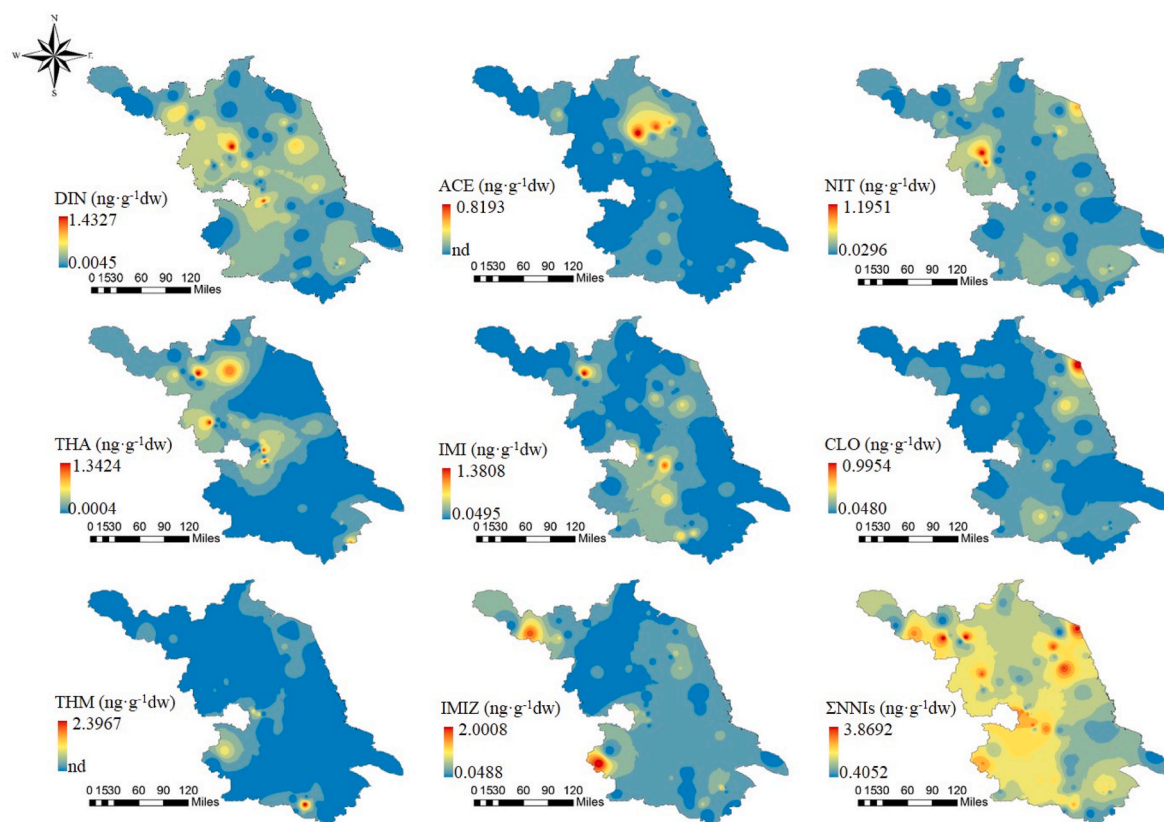 N
W E
S
DIN (ng·g⁻¹dw)
1.4327
0.0045
0 1530 60 90 120
Miles
ACE (ng·g⁻¹dw)
0.8193
nd
0 1530 60 90 120
Miles
NIT (ng·g⁻¹dw)
1.1951
0.0296
0 1530 60 90 120
Miles
THA (ng·g⁻¹dw)
1.3424
0.0004
0 1530 60 90 120
Miles
IMI (ng·g⁻¹dw)
1.3808
0.0495
0 1530 60 90 120
Miles
CLO (ng·g⁻¹dw)
0.9954
0.0480
0 1530 60 90 120
Miles
THM (ng·g⁻¹dw)
2.3967
nd
0 1530 60 90 120
Miles
IMIZ (ng·g⁻¹dw)
2.0008
0.0488
0 1530 60 90 120
Miles
ΣNNIs (ng·g⁻¹dw)
3.8692
0.4052
0 1530 60 90 120
Miles